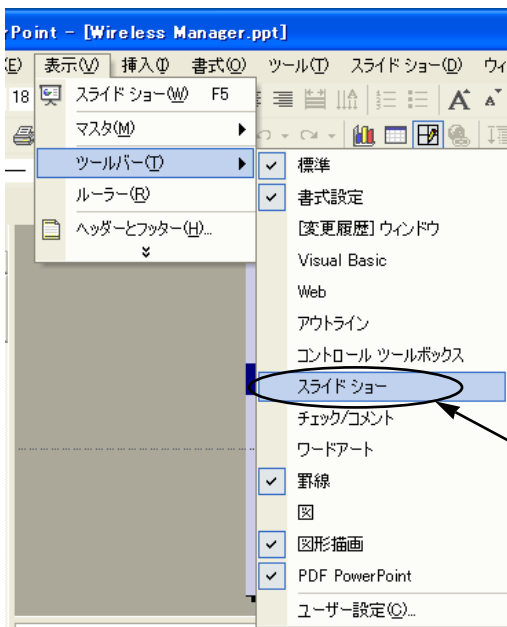 rPoint - [Wireless Manager.ppt]
(E) 表示(V) 挿入(I) 書式(O) ツール(T) スライド ショー(D) ウィ
18
スライド ショー(W) F5
マスタ(M)
ツールバー(T)
ルーラー(R)
ヘッダーとフッター(H)...
標準
書式設定
[変更履歴] ウィンドウ
Visual Basic
Web
アウトライン
コントロール ツールボックス
スライド ショー
チェック/コメント
ワードアート
罫線
図
図形描画
PDF PowerPoint
ユーザー設定(C)...